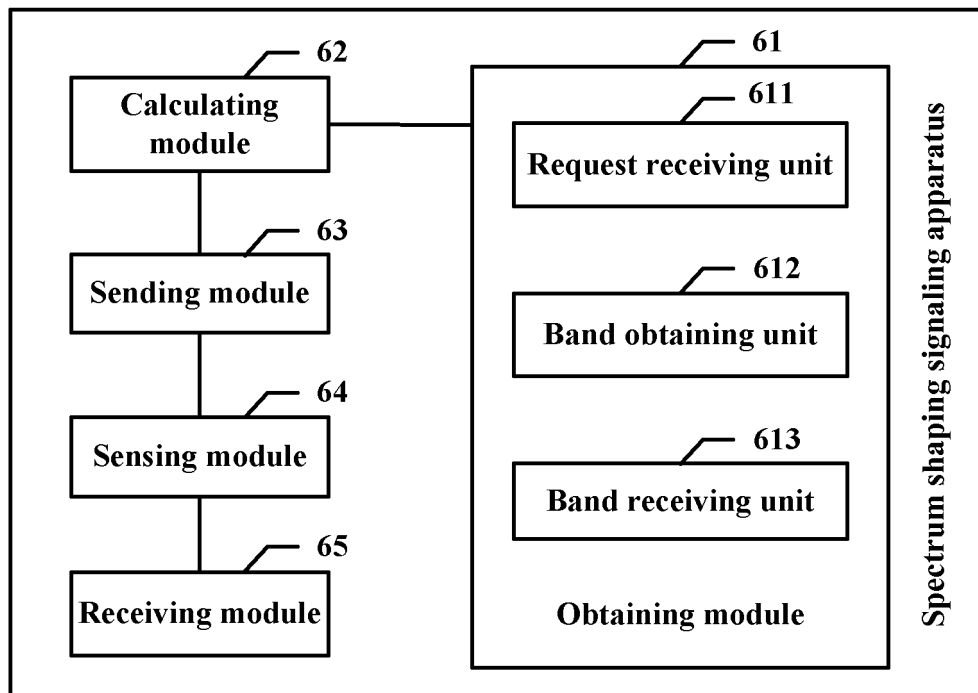 62
Calculating
module
63
Sending module
64
Sensing module
65
Receiving module
61
611
Request receiving unit
612
Band obtaining unit
613
Band receiving unit
Obtaining module
Spectrum shaping signaling apparatus